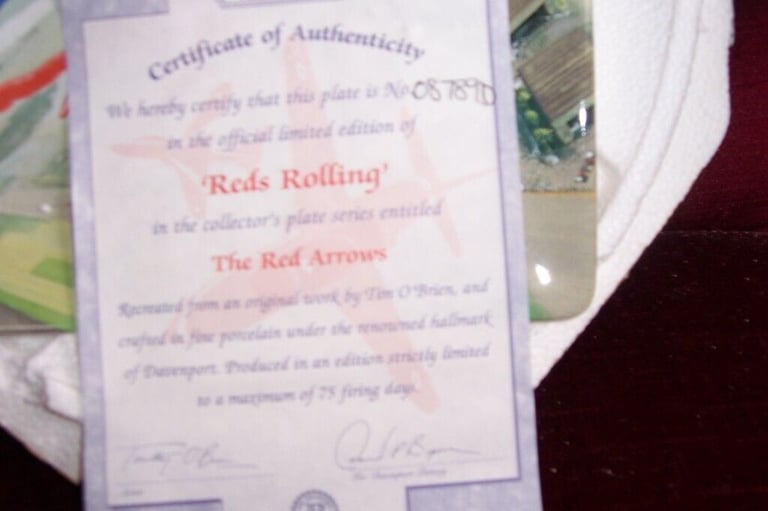 Certificate of Authenticity
We hereby certify that this plate is No. 08789D
in the official limited edition of
'Reds Rolling'
in the collector's plate series entitled
The Red Arrows
Recreated from an original work by Tim O'Brien, and
crafted in fine porcelain under the renowned hallmark
of Davenport. Produced in an edition strictly limited
to a maximum of 75 firing days.